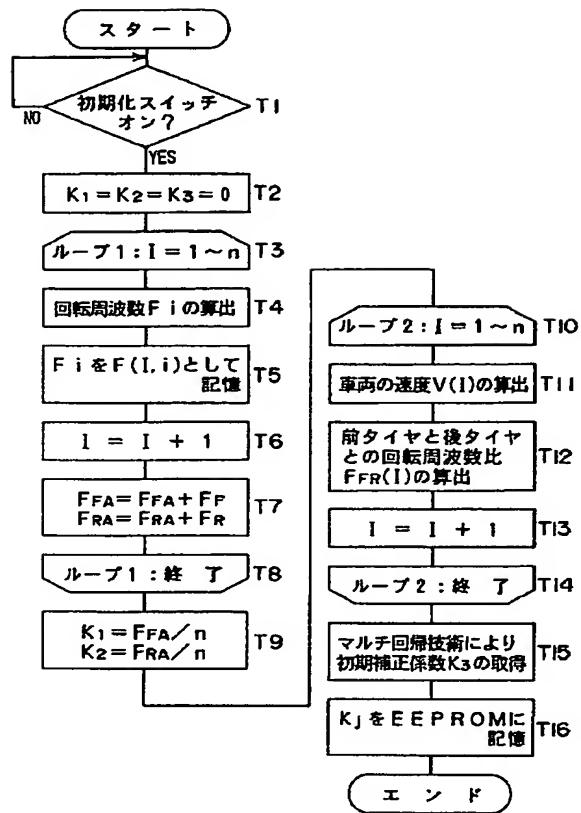 スタート
初期化スイッチ
オン？
T1
NO
YES
K1＝K2＝K3＝0 T2
ループ1：I＝1～n T3
回転周波数Fiの算出 T4
FiをF(I,i)として
記憶
T5
I＝I＋1 T6
FFA＝FFA＋FF
FRA＝FRA＋FR
T7
ループ1：終了 T8
K1＝FFA／n
K2＝FRA／n
T9
ループ2：I＝1～n T10
車両の速度V(I)の算出 T11
前タイヤと後タイヤ
との回転周波数比
FFR(I)の算出
T12
I＝I＋1 T13
ループ2：終了 T14
マルチ回帰技術により
初期補正係数K3の取得
T15
KjをEEPROMに
記憶
T16
エンド